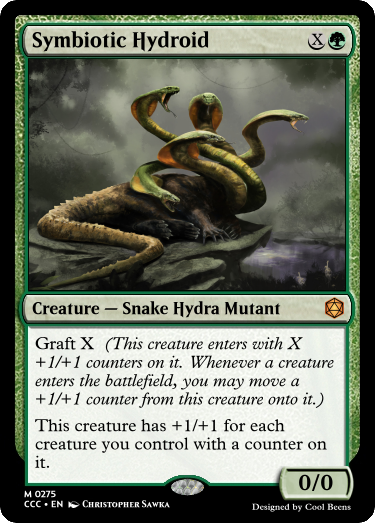 Symbiotic Hydroid X
Creature — Snake Hydra Mutant
Graft X (This creature enters with X
+1/+1 counters on it. Whenever a creature
enters the battlefield, you may move a
+1/+1 counter from this creature onto it.)
This creature has +1/+1 for each
creature you control with a counter on
it.
0/0
M 0275
CCC • EN Christopher Sawka
Designed by Cool Beens